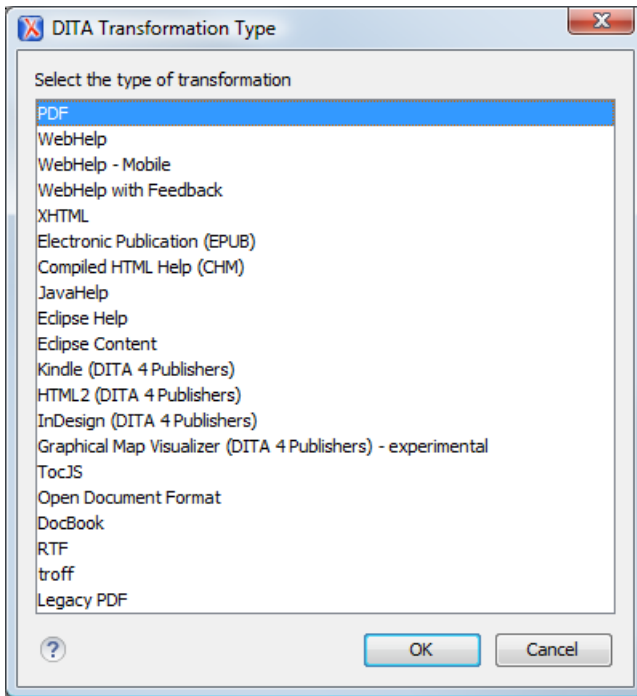 DITA Transformation Type
Select the type of transformation
PDF
WebHelp
WebHelp - Mobile
WebHelp with Feedback
XHTML
Electronic Publication (EPUB)
Compiled HTML Help (CHM)
JavaHelp
Eclipse Help
Eclipse Content
Kindle (DITA 4 Publishers)
HTML2 (DITA 4 Publishers)
InDesign (DITA 4 Publishers)
Graphical Map Visualizer (DITA 4 Publishers) - experimental
TocJS
Open Document Format
DocBook
RTF
troff
Legacy PDF
? OK Cancel